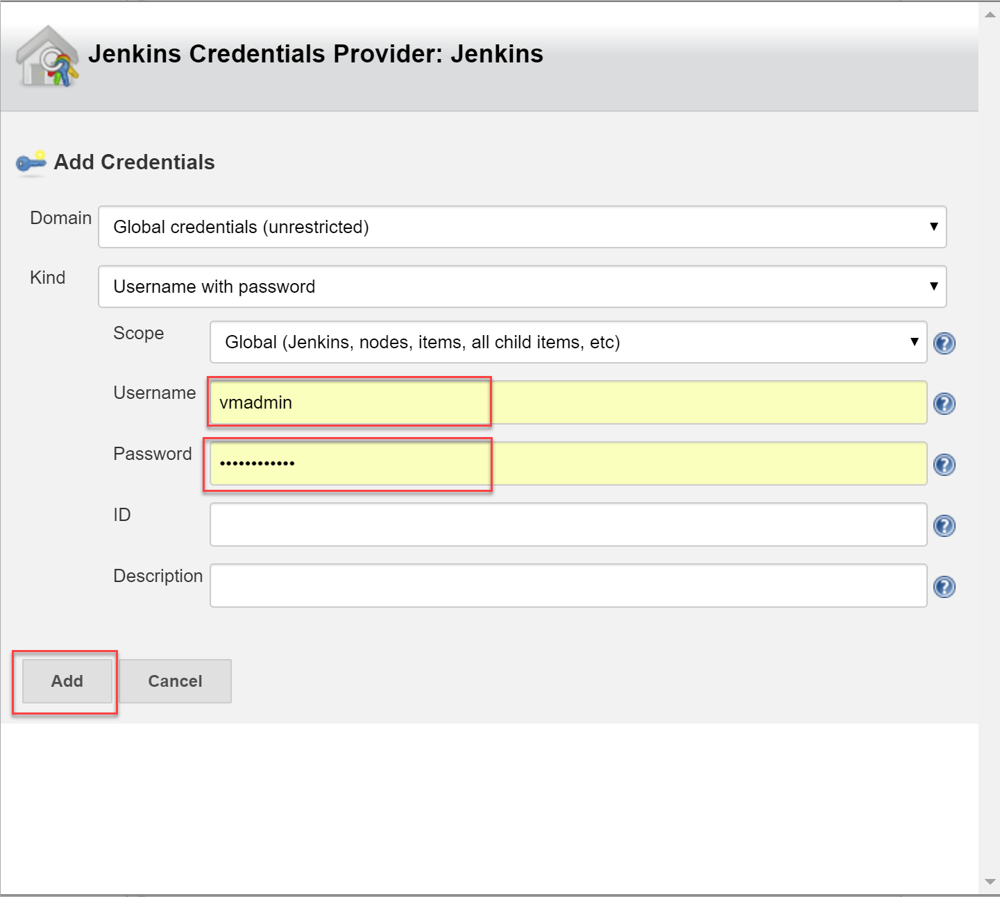 Jenkins Credentials Provider: Jenkins
Add Credentials
Domain
Global credentials (unrestricted)
Kind
Username with password
Scope
Global (Jenkins, nodes, items, all child items, etc)
Username
vmadmin
Password
••••••••••••
ID
Description
Add
Cancel